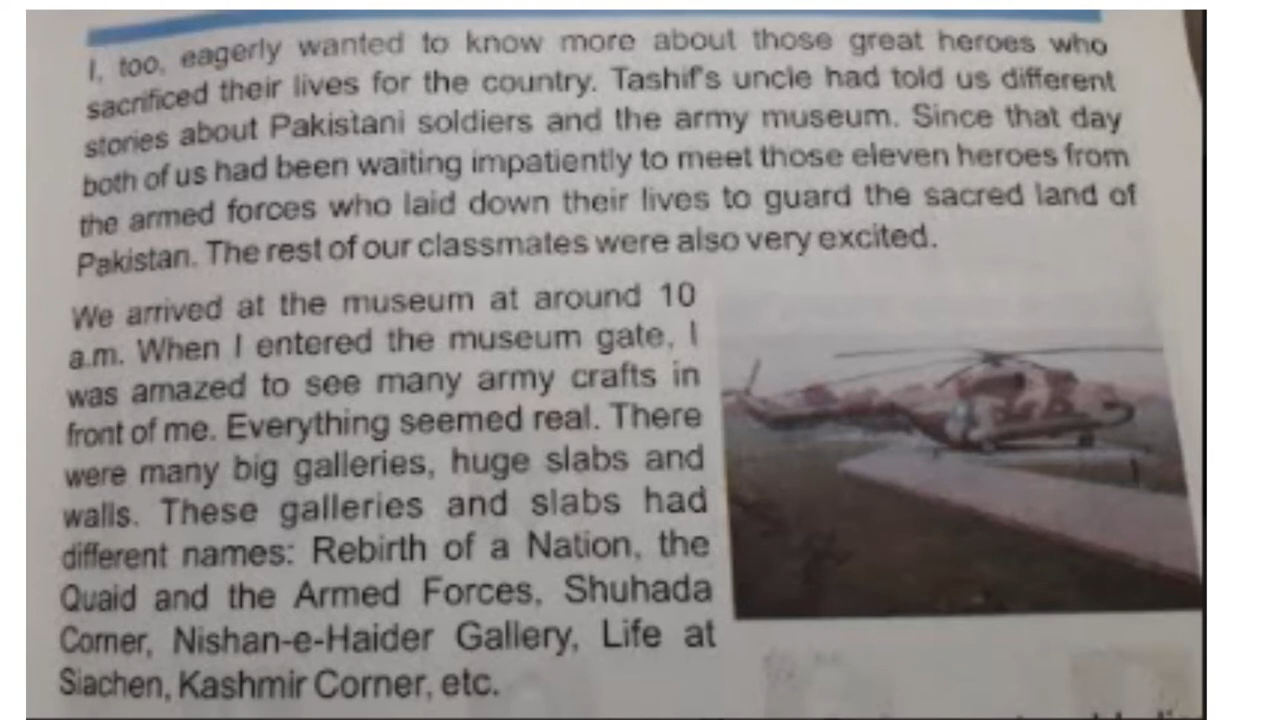 I, too, eagerly wanted to know more about those great heroes who
sacrificed their lives for the country. Tashif's uncle had told us different
stories about Pakistani soldiers and the army museum. Since that day
both of us had been waiting impatiently to meet those eleven heroes from
the armed forces who laid down their lives to guard the sacred land of
Pakistan. The rest of our classmates were also very excited.
We arrived at the museum at around 10
a.m. When I entered the museum gate, I
was amazed to see many army crafts in
front of me. Everything seemed real. There
were many big galleries, huge slabs and
walls. These galleries and slabs had
different names: Rebirth of a Nation, the
Quaid and the Armed Forces, Shuhada
Corner, Nishan-e-Haider Gallery, Life at
Siachen, Kashmir Corner, etc.